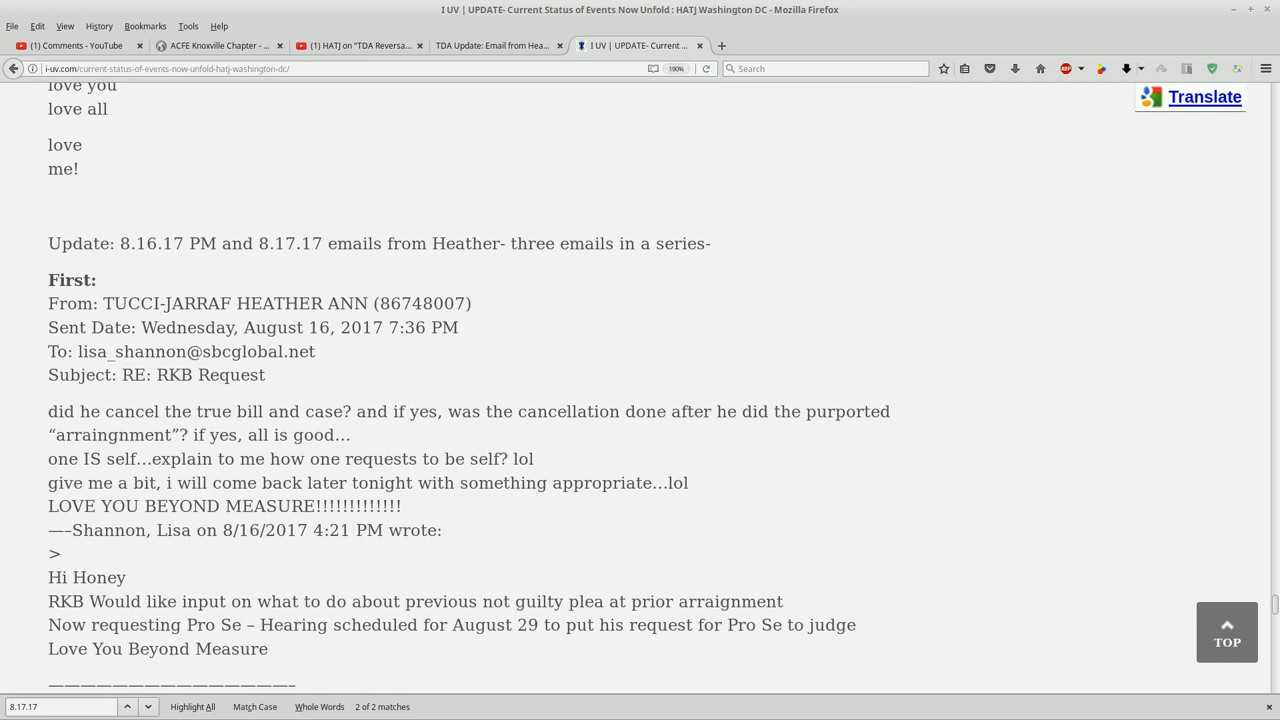 I UV | UPDATE- Current Status of Events Now Unfold : HATJ Washington DC - Mozilla Firefox
File Edit View History Bookmarks Tools Help
(1) Comments - YouTube
ACFE Knoxville Chapter - ...
(1) HATJ on "TDA Reversa...
TDA Update: Email from Hea...
I UV | UPDATE- Current ...
i-uv.com/current-status-of-events-now-unfold-hatj-washington-dc/
190%
Search
ABP
Translate
love you
love all
love
me!
Update: 8.16.17 PM and 8.17.17 emails from Heather- three emails in a series-
First:
From: TUCCI-JARRAF HEATHER ANN (86748007)
Sent Date: Wednesday, August 16, 2017 7:36 PM
To: lisa_shannon@sbcglobal.net
Subject: RE: RKB Request
did he cancel the true bill and case? and if yes, was the cancellation done after he did the purported
“arraingnment”? if yes, all is good…
one IS self…explain to me how one requests to be self? lol
give me a bit, i will come back later tonight with something appropriate…lol
LOVE YOU BEYOND MEASURE!!!!!!!!!!!!!
—–Shannon, Lisa on 8/16/2017 4:21 PM wrote:
>
Hi Honey
RKB Would like input on what to do about previous not guilty plea at prior arraignment
Now requesting Pro Se – Hearing scheduled for August 29 to put his request for Pro Se to judge
Love You Beyond Measure
———————————————–
TOP
8.17.17
Highlight All
Match Case
Whole Words
2 of 2 matches